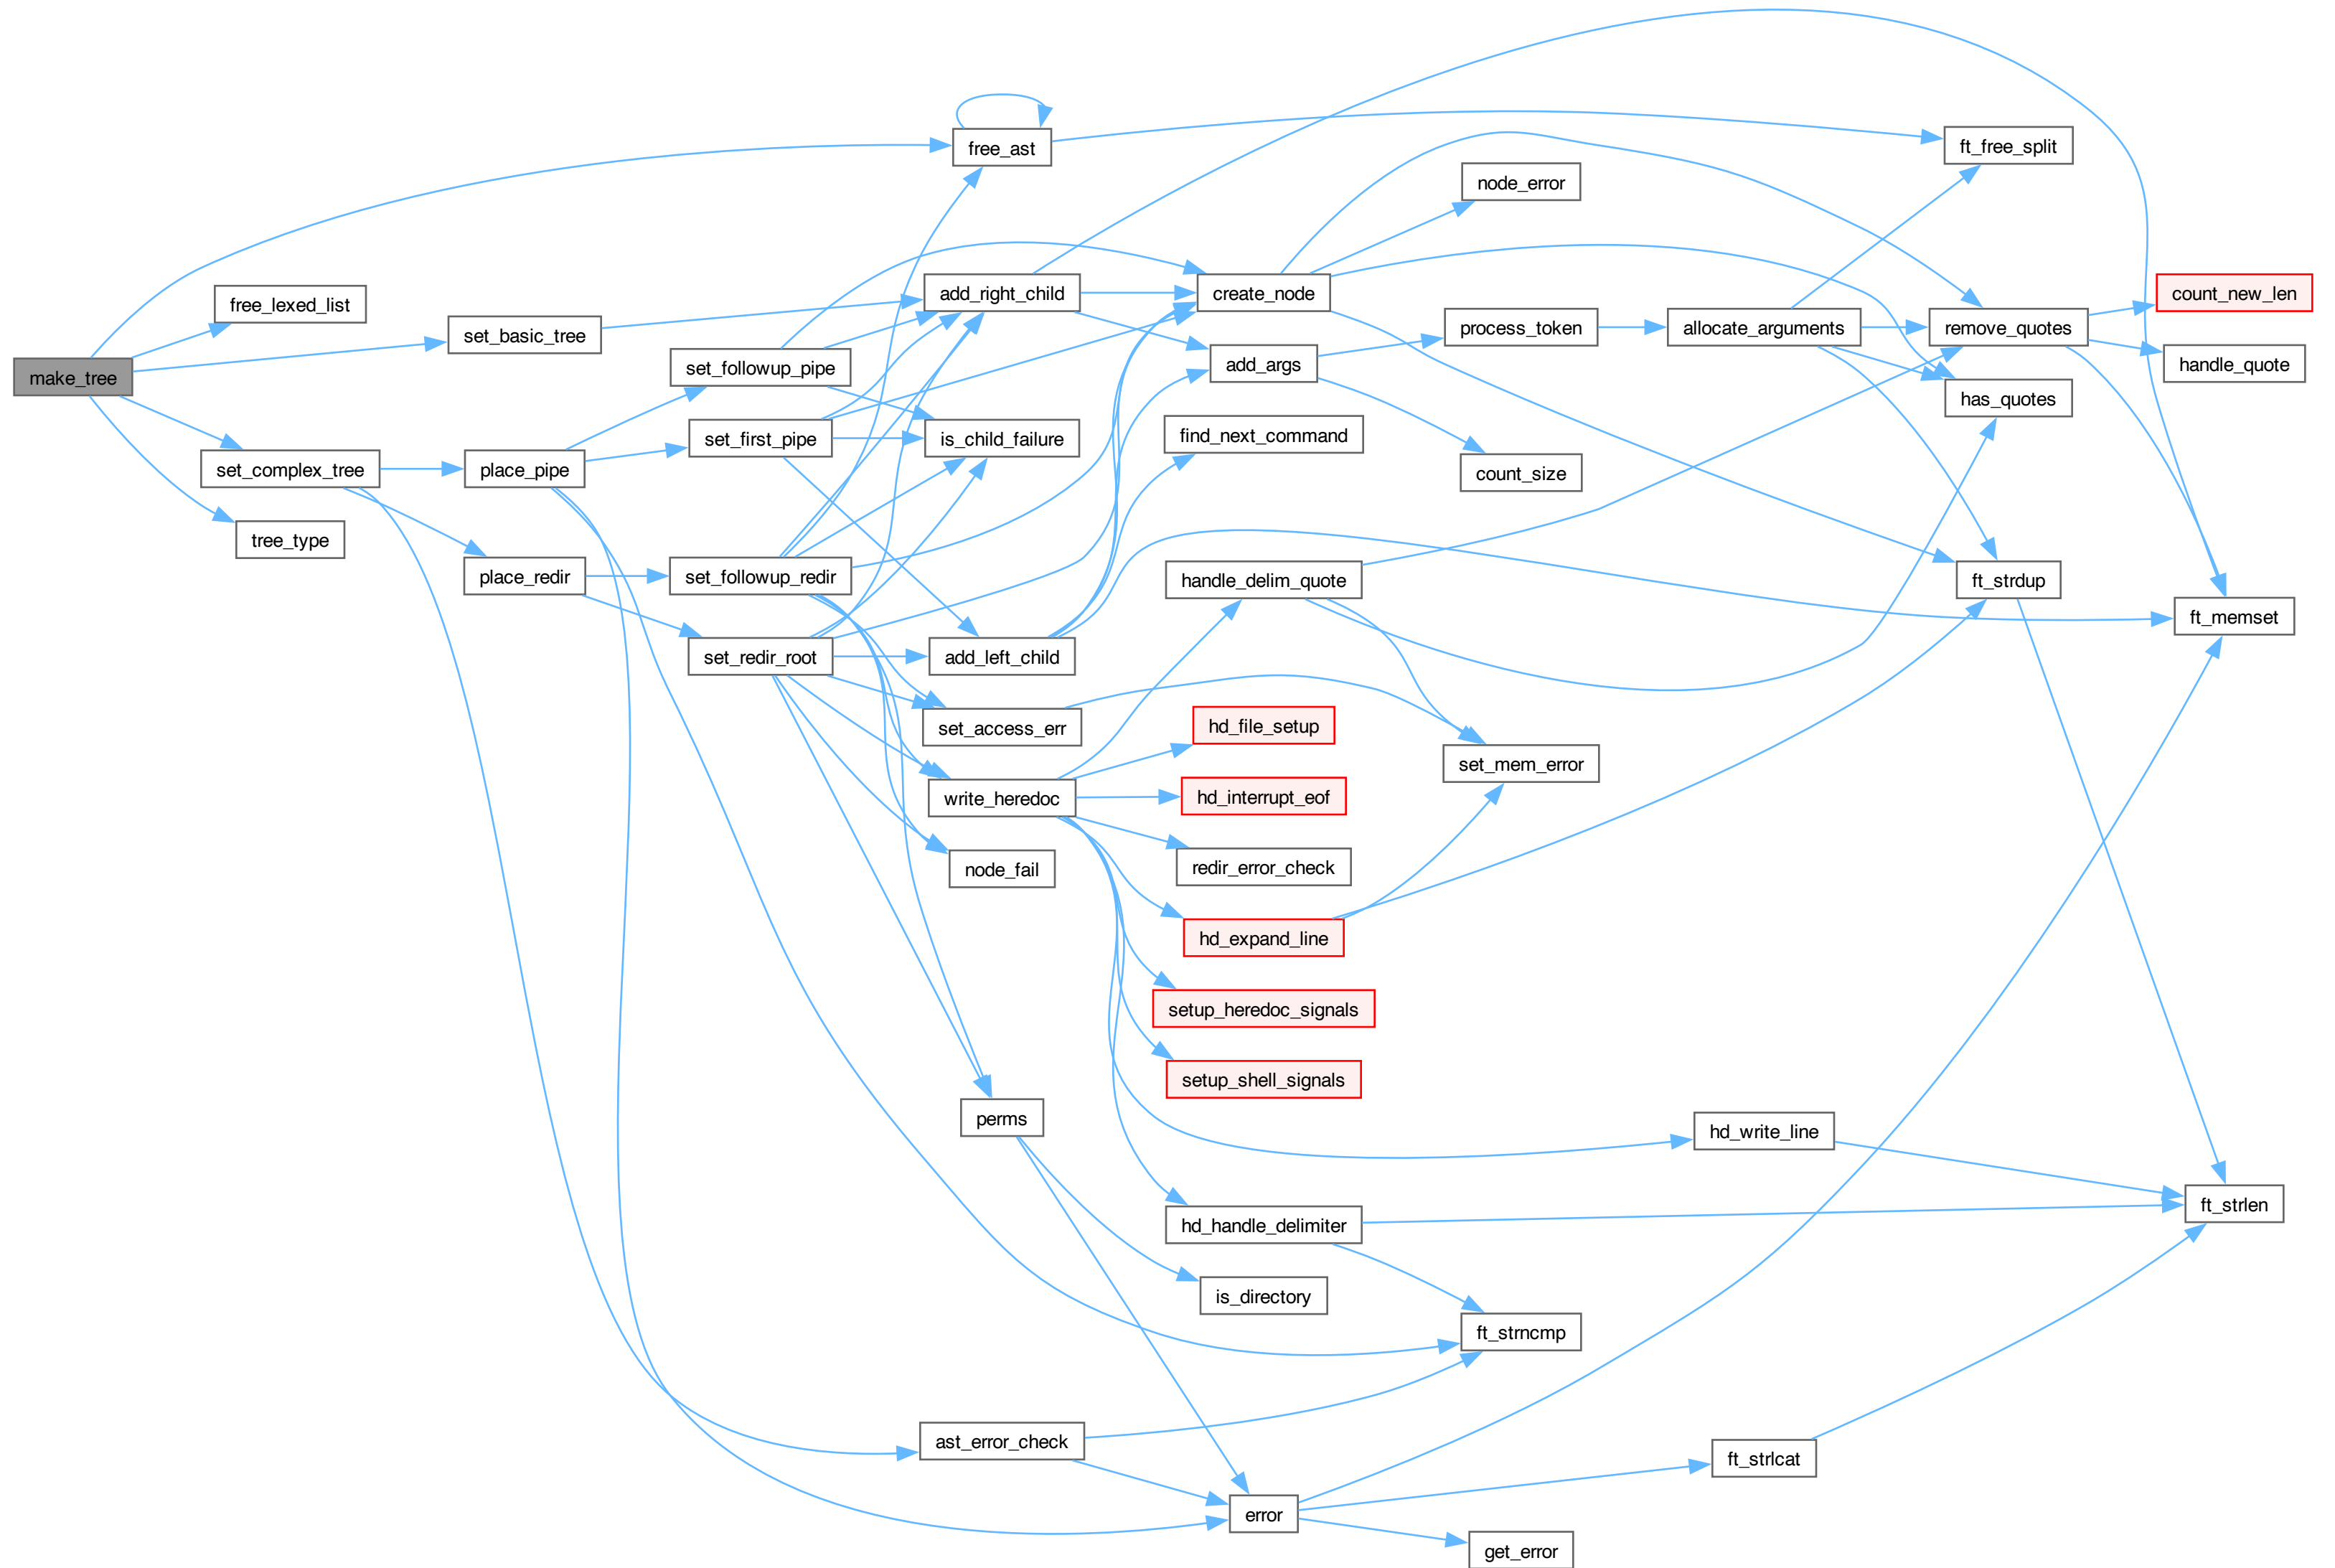 make_tree
free_lexed_list
set_basic_tree
set_complex_tree
tree_type
place_pipe
place_redir
set_followup_pipe
set_first_pipe
set_followup_redir
set_redir_root
free_ast
add_right_child
is_child_failure
add_left_child
set_access_err
write_heredoc
node_fail
perms
ast_error_check
create_node
add_args
find_next_command
handle_delim_quote
hd_file_setup
hd_interrupt_eof
redir_error_check
hd_expand_line
setup_heredoc_signals
setup_shell_signals
hd_handle_delimiter
is_directory
error
node_error
process_token
count_size
set_mem_error
ft_strncmp
get_error
allocate_arguments
hd_write_line
ft_strlcat
ft_free_split
remove_quotes
has_quotes
ft_strdup
count_new_len
handle_quote
ft_memset
ft_strlen